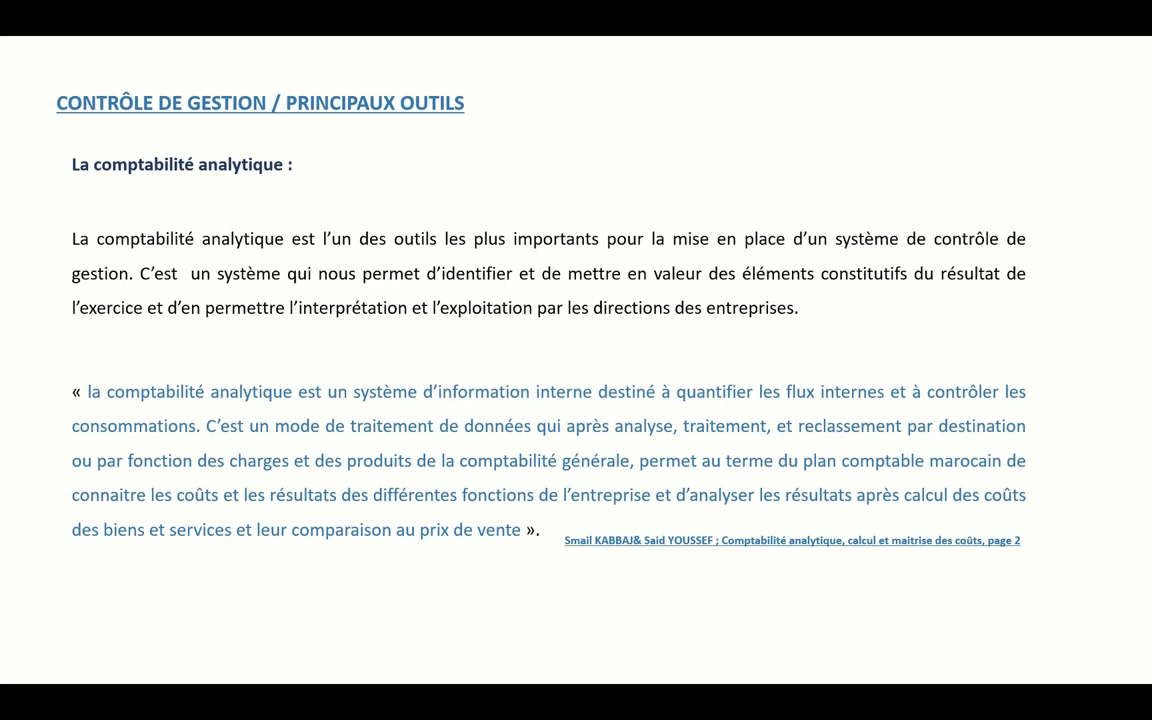 CONTRÔLE DE GESTION / PRINCIPAUX OUTILS
La comptabilité analytique :
La comptabilité analytique est l’un des outils les plus importants pour la mise en place d’un système de contrôle de
gestion. C’est un système qui nous permet d’identifier et de mettre en valeur des éléments constitutifs du résultat de
l’exercice et d’en permettre l’interprétation et l’exploitation par les directions des entreprises.
« la comptabilité analytique est un système d’information interne destiné à quantifier les flux internes et à contrôler les
consommations. C’est un mode de traitement de données qui après analyse, traitement, et reclassement par destination
ou par fonction des charges et des produits de la comptabilité générale, permet au terme du plan comptable marocain de
connaitre les coûts et les résultats des différentes fonctions de l’entreprise et d’analyser les résultats après calcul des coûts
des biens et services et leur comparaison au prix de vente ».
Smail KABBAJ& Said YOUSSEF ; Comptabilité analytique, calcul et maitrise des coûts, page 2